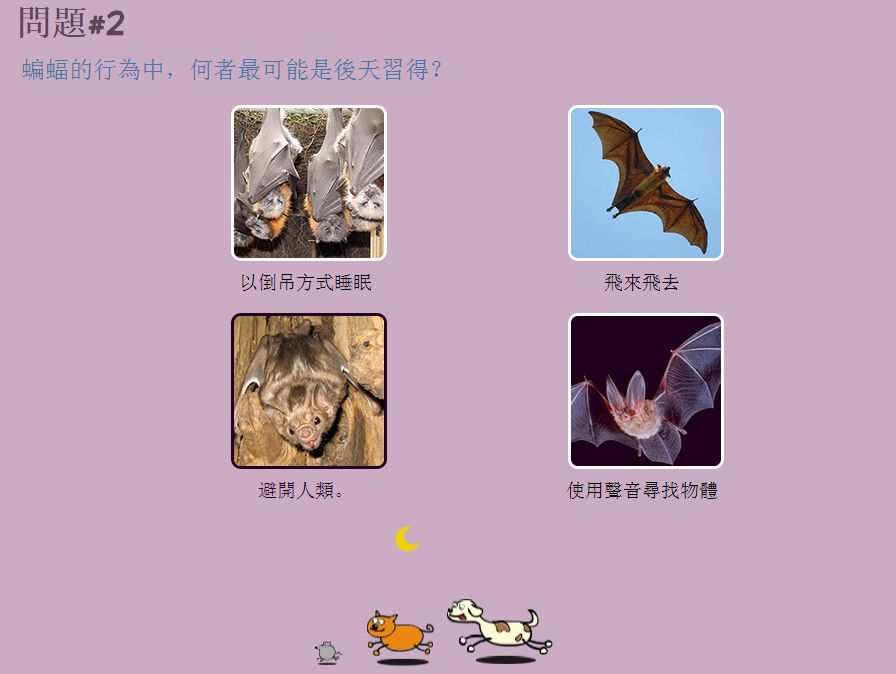 問題#2
蝙蝠的行為中，何者最可能是後天習得？
以倒吊方式睡眠
飛來飛去
避開人類。
使用聲音尋找物體